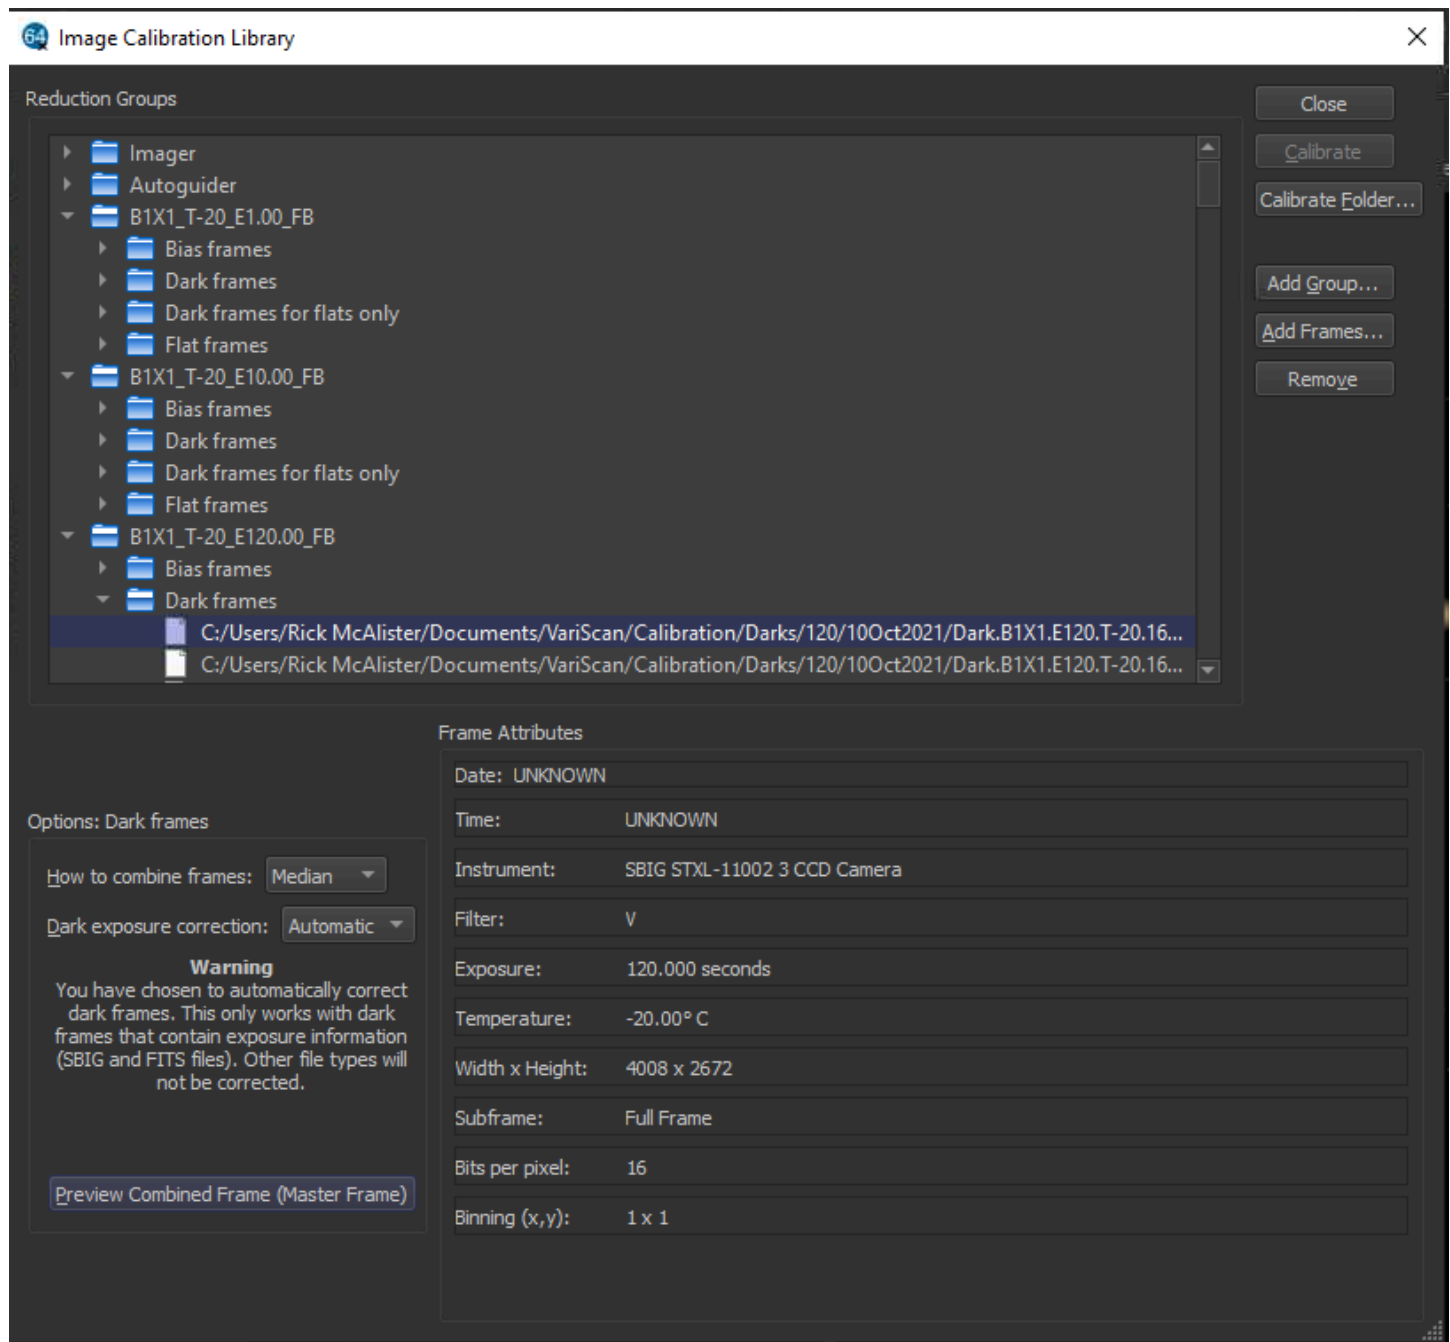 64 Image Calibration Library
Reduction Groups
Close
Imager
Calibrate
Autoguider
Calibrate Folder...
B1X1_T-20_E1.00_FB
Bias frames
Dark frames
Add Group...
Dark frames for flats only
Add Frames...
Flat frames
B1X1_T-20_E10.00_FB
Remove
Bias frames
Dark frames
Dark frames for flats only
Flat frames
B1X1_T-20_E120.00_FB
Bias frames
Dark frames
C:/Users/Rick McAlister/Documents/VariScan/Calibration/Darks/120/10Oct2021/Dark.B1X1.E120.T-20.16...
C:/Users/Rick McAlister/Documents/VariScan/Calibration/Darks/120/10Oct2021/Dark.B1X1.E120.T-20.16...
Options: Dark frames
How to combine frames: Median
Dark exposure correction: Automatic
Warning
You have chosen to automatically correct
dark frames. This only works with dark
frames that contain exposure information
(SBIG and FITS files). Other file types will
not be corrected.
Preview Combined Frame (Master Frame)
Frame Attributes
Date: UNKNOWN
Time: UNKNOWN
Instrument: SBIG STXL-11002 3 CCD Camera
Filter: V
Exposure: 120.000 seconds
Temperature: -20.00° C
Width x Height: 4008 x 2672
Subframe: Full Frame
Bits per pixel: 16
Binning (x,y): 1 x 1